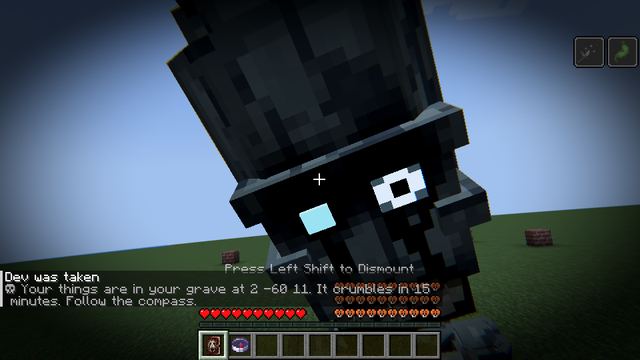 Press Left Shift to Dismount
Dev was taken
☠ Your things are in your grave at 2 -60 11. It crumbles in 15
minutes. Follow the compass.